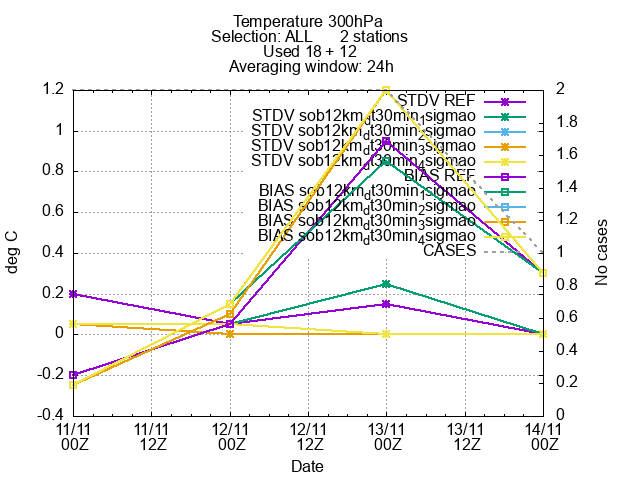 Temperature 300hPa
Selection: ALL 2 stations
Used 18 + 12
Averaging window: 24h
1.2
1
0.8
0.6
0.4
0.2
0
-0.2
-0.4
deg C
2
1.8
1.6
1.4
1.2
1
0.8
0.6
0.4
0.2
0
No cases
STDV REF
STDV sob12km_dt30min_1sigmao
STDV sob12km_dt30min_2sigmao
STDV sob12km_dt30min_3sigmao
STDV sob12km_dt30min_4sigmao
BIAS REF
BIAS sob12km_dt30min_1sigmao
BIAS sob12km_dt30min_2sigmao
BIAS sob12km_dt30min_3sigmao
BIAS sob12km_dt30min_4sigmao
CASES
11/11 11/11 12/11 12/11 13/11 13/11 14/11
00Z 12Z 00Z 12Z 00Z 12Z 00Z
Date